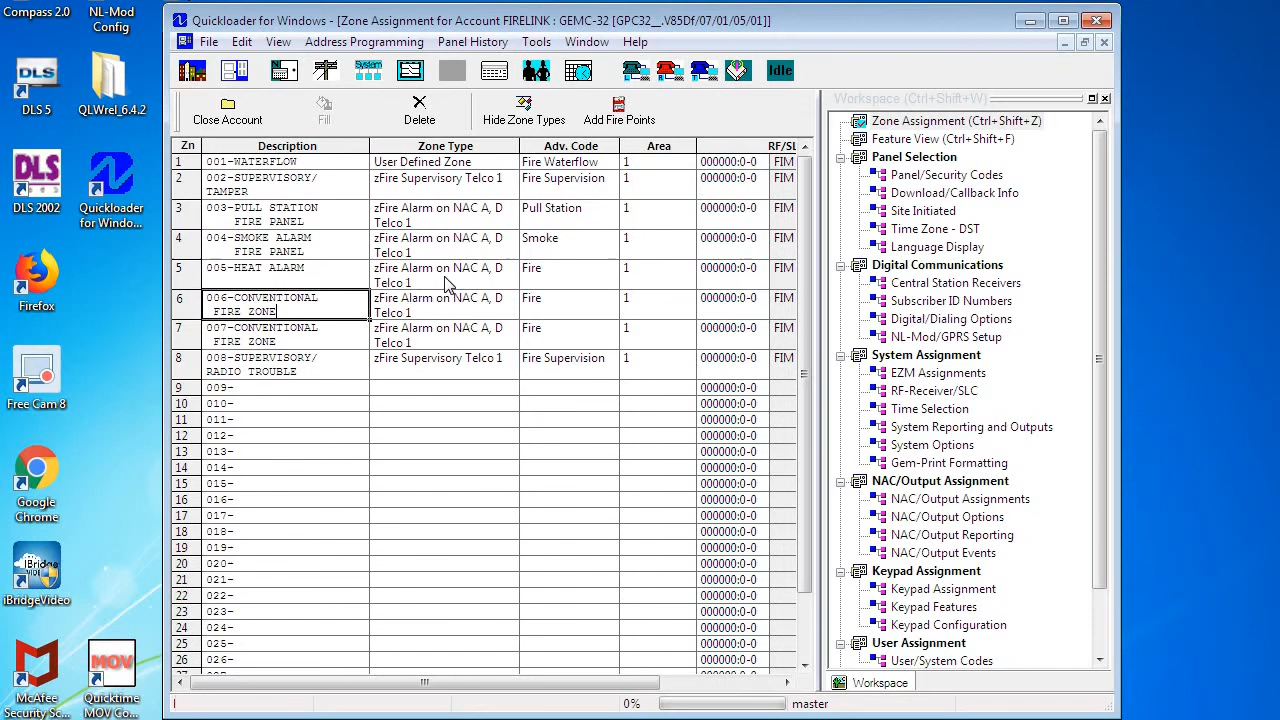 Compass 2.0
NL-Mod
Config
DLS
DLS 5
QLWrel_6.4.2
DLS
DLS 2002
Quickloader
for Windo...
Firefox
Free Cam 8
Google
Chrome
iBridge
iBridgeVideo
McAfee
Security Sc...
MOV
Quicktime
MOV Co...
Quickloader for Windows - [Zone Assignment for Account FIRELINK : GEMC-32 [GPC32__.V85Df/07/01/05/01]]
File Edit View Address Programming Panel History Tools Window Help
System Idle
Close Account Fill Delete Hide Zone Types Add Fire Points
Zn Description Zone Type Adv. Code Area RF/SL
1 001-WATERFLOW User Defined Zone Fire Waterflow 1 000000:0-0 FIM
2 002-SUPERVISORY/ zFire Supervisory Telco 1 Fire Supervision 1 000000:0-0 FIM
TAMPER
3 003-PULL STATION zFire Alarm on NAC A, D Pull Station 1 000000:0-0 FIM
FIRE PANEL Telco 1
4 004-SMOKE ALARM zFire Alarm on NAC A, D Smoke 1 000000:0-0 FIM
FIRE PANEL Telco 1
5 005-HEAT ALARM zFire Alarm on NAC A, D Fire 1 000000:0-0 FIM
Telco 1
6 006-CONVENTIONAL zFire Alarm on NAC A, D Fire 1 000000:0-0 FIM
FIRE ZONE Telco 1
7 007-CONVENTIONAL zFire Alarm on NAC A, D Fire 1 000000:0-0 FIM
FIRE ZONE Telco 1
8 008-SUPERVISORY/ zFire Supervisory Telco 1 Fire Supervision 1 000000:0-0 FIM
RADIO TROUBLE
9 009- 000000:0-0
10 010- 000000:0-0
11 011- 000000:0-0
12 012- 000000:0-0
13 013- 000000:0-0
14 014- 000000:0-0
15 015- 000000:0-0
16 016- 000000:0-0
17 017- 000000:0-0
18 018- 000000:0-0
19 019- 000000:0-0
20 020- 000000:0-0
21 021- 000000:0-0
22 022- 000000:0-0
23 023- 000000:0-0
24 024- 000000:0-0
25 025- 000000:0-0
26 026- 000000:0-0
Workspace (Ctrl+Shift+W)
Zone Assignment (Ctrl+Shift+Z)
Feature View (Ctrl+Shift+F)
Panel Selection
Panel/Security Codes
Download/Callback Info
Site Initiated
Time Zone - DST
Language Display
Digital Communications
Central Station Receivers
Subscriber ID Numbers
Digital/Dialing Options
NL-Mod/GPRS Setup
System Assignment
EZM Assignments
RF-Receiver/SLC
Time Selection
System Reporting and Outputs
System Options
Gem-Print Formatting
NAC/Output Assignment
NAC/Output Assignments
NAC/Output Options
NAC/Output Reporting
NAC/Output Events
Keypad Assignment
Keypad Assignment
Keypad Features
Keypad Configuration
User Assignment
User/System Codes
Workspace
0% master